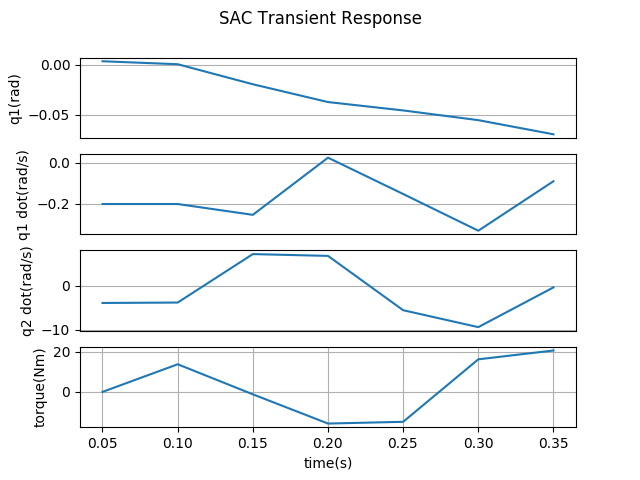 SAC Transient Response
q1(rad)
0.00
−0.05
q1 dot(rad/s)
0.0
−0.2
q2 dot(rad/s)
0
−10
torque(Nm)
20
0
0.05 0.10 0.15 0.20 0.25 0.30 0.35
time(s)